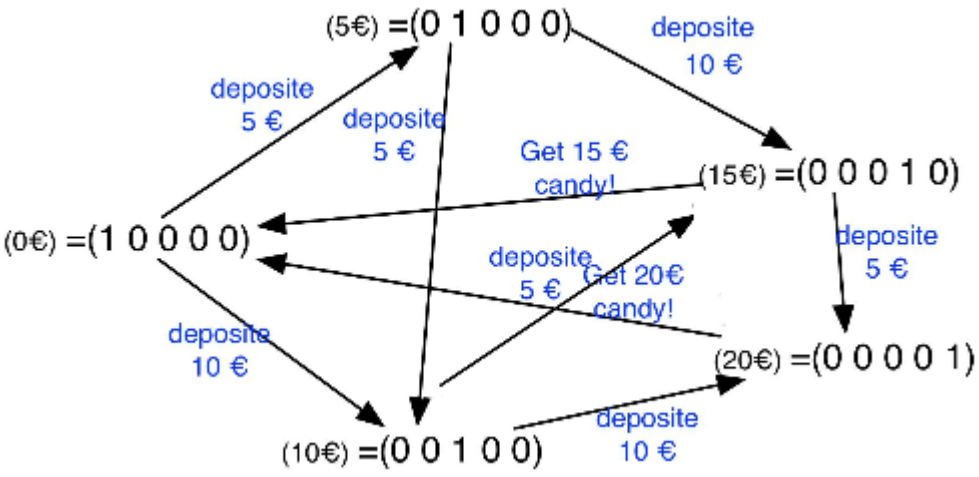 (5€) =(0 1 0 0 0)
deposite
10 €
deposite
5 €
deposite
5 €
Get 15 €
candy!
(15€) =(0 0 0 1 0)
(0€) =(1 0 0 0 0)
deposite
5 €
deposite
5 €
Get 20€
candy!
deposite
10 €
(20€) =(0 0 0 0 1)
deposite
10 €
(10€) =(0 0 1 0 0)